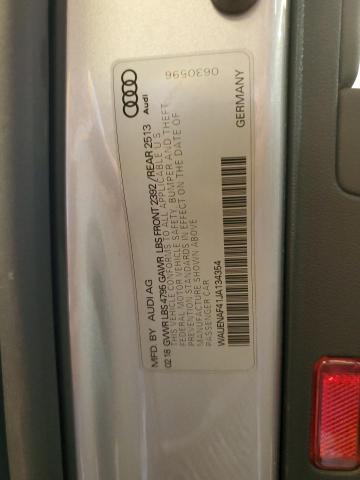 Audi
0630596
MFD. BY AUDI AG GERMANY
02.18 GVWR LBS 4795 GAWR LBS FRONT 2392 / REAR 2513
THIS VEHICLE CONFORMS TO ALL APPLICABLE U.S.
FEDERAL MOTOR VEHICLE SAFETY, BUMPER AND THEFT
PREVENTION STANDARDS IN EFFECT ON THE DATE OF
MANUFACTURE SHOWN ABOVE
PASSENGER CAR
WAUENAF41JA134354